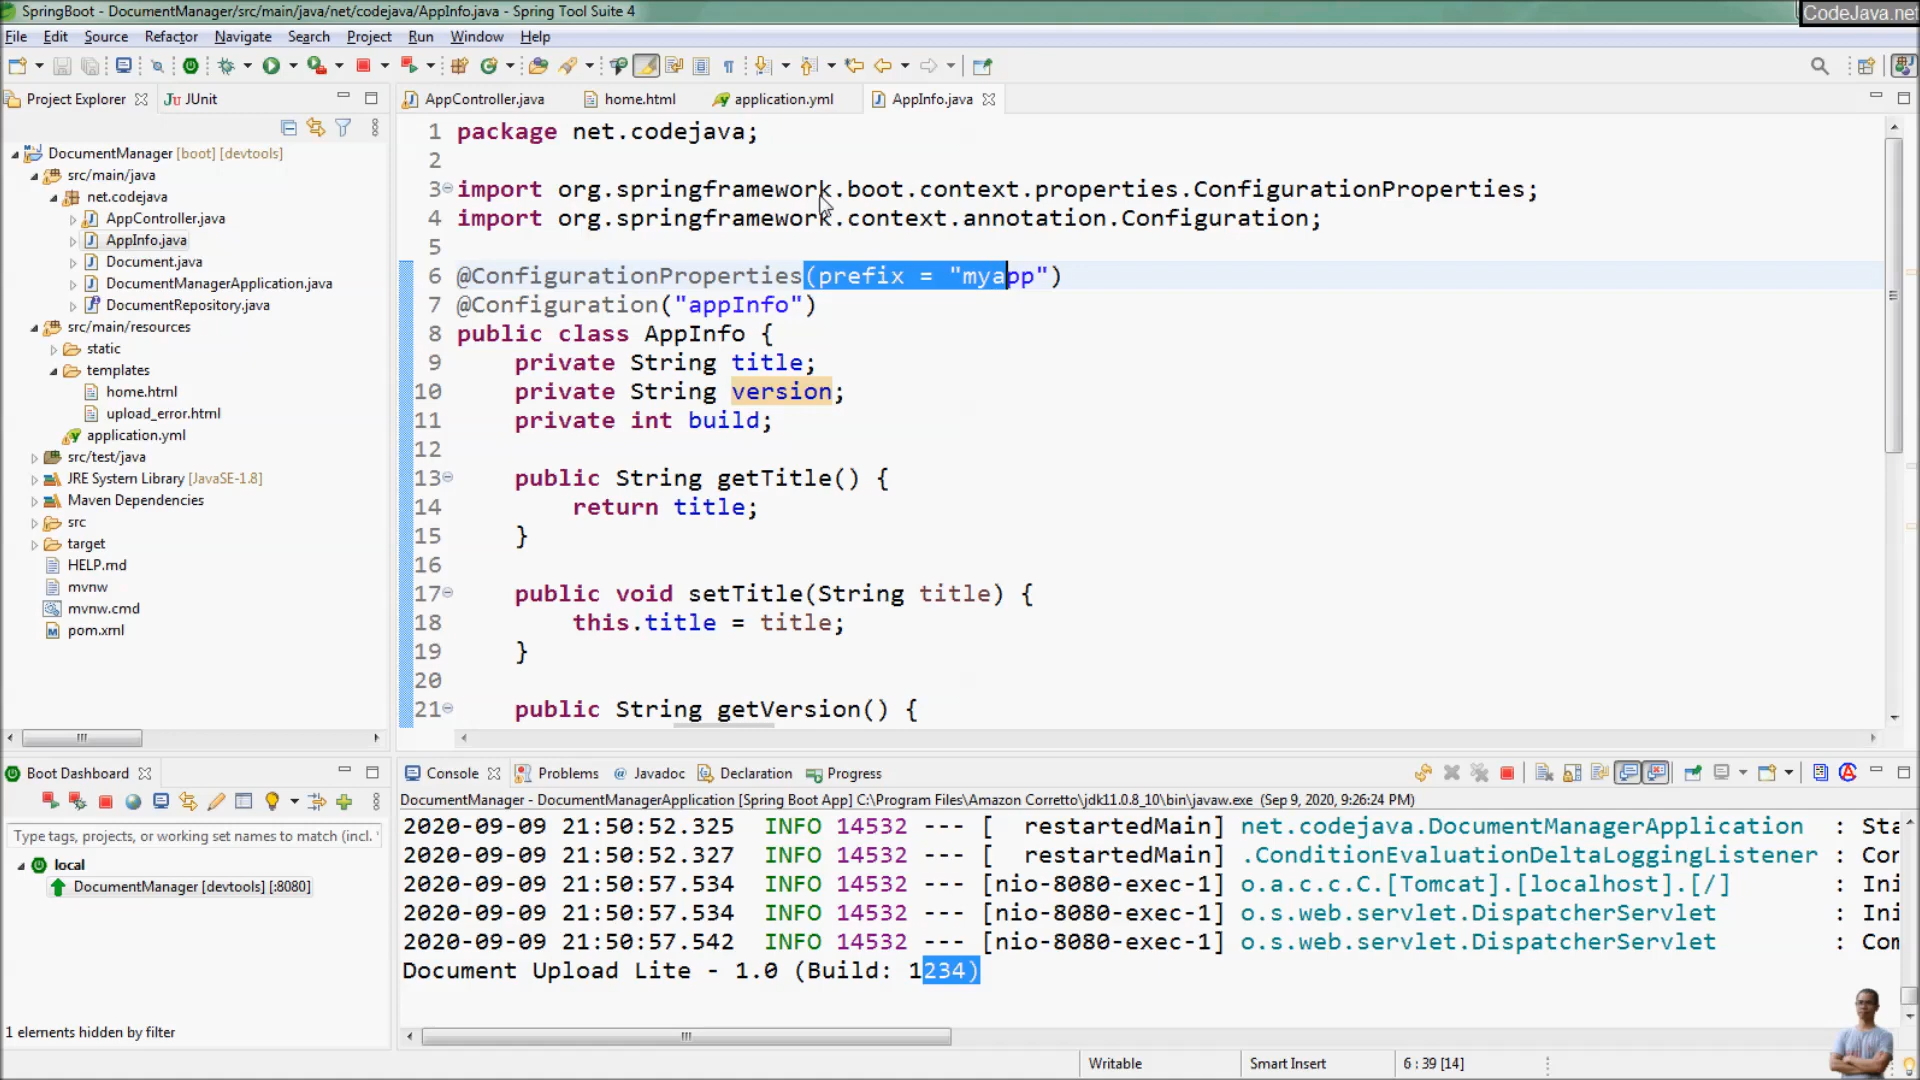 SpringBoot - DocumentManager/src/main/java/net/codejava/AppInfo.java - Spring Tool Suite 4
CodeJava.net
File Edit Source Refactor Navigate Search Project Run Window Help
Project Explorer JUnit
AppController.java home.html application.yml AppInfo.java
DocumentManager [boot] [devtools]
src/main/java
net.codejava
AppController.java
AppInfo.java
Document.java
DocumentManagerApplication.java
DocumentRepository.java
src/main/resources
static
templates
home.html
upload_error.html
application.yml
src/test/java
JRE System Library [JavaSE-1.8]
Maven Dependencies
src
target
HELP.md
mvnw
mvnw.cmd
pom.xml
1 package net.codejava;
2
3 import org.springframework.boot.context.properties.ConfigurationProperties;
4 import org.springframework.context.annotation.Configuration;
5
6 @ConfigurationProperties(prefix = "myapp")
7 @Configuration("appInfo")
8 public class AppInfo {
9 private String title;
10 private String version;
11 private int build;
12
13 public String getTitle() {
14 return title;
15 }
16
17 public void setTitle(String title) {
18 this.title = title;
19 }
20
21 public String getVersion() {
Boot Dashboard
Type tags, projects, or working set names to match (incl. *
local
DocumentManager [devtools] [:8080]
1 elements hidden by filter
Console Problems Javadoc Declaration Progress
DocumentManager - DocumentManagerApplication [Spring Boot App] C:\Program Files\Amazon Corretto\jdk11.0.8_10\bin\javaw.exe (Sep 9, 2020, 9:26:24 PM)
2020-09-09 21:50:52.325 INFO 14532 --- [ restartedMain] net.codejava.DocumentManagerApplication : Sta
2020-09-09 21:50:52.327 INFO 14532 --- [ restartedMain] .ConditionEvaluationDeltaLoggingListener : Con
2020-09-09 21:50:57.534 INFO 14532 --- [nio-8080-exec-1] o.a.c.c.C.[Tomcat].[localhost].[/] : Ini
2020-09-09 21:50:57.534 INFO 14532 --- [nio-8080-exec-1] o.s.web.servlet.DispatcherServlet : Ini
2020-09-09 21:50:57.542 INFO 14532 --- [nio-8080-exec-1] o.s.web.servlet.DispatcherServlet : Com
Document Upload Lite - 1.0 (Build: 1234)
Writable Smart Insert 6 : 39 [14]